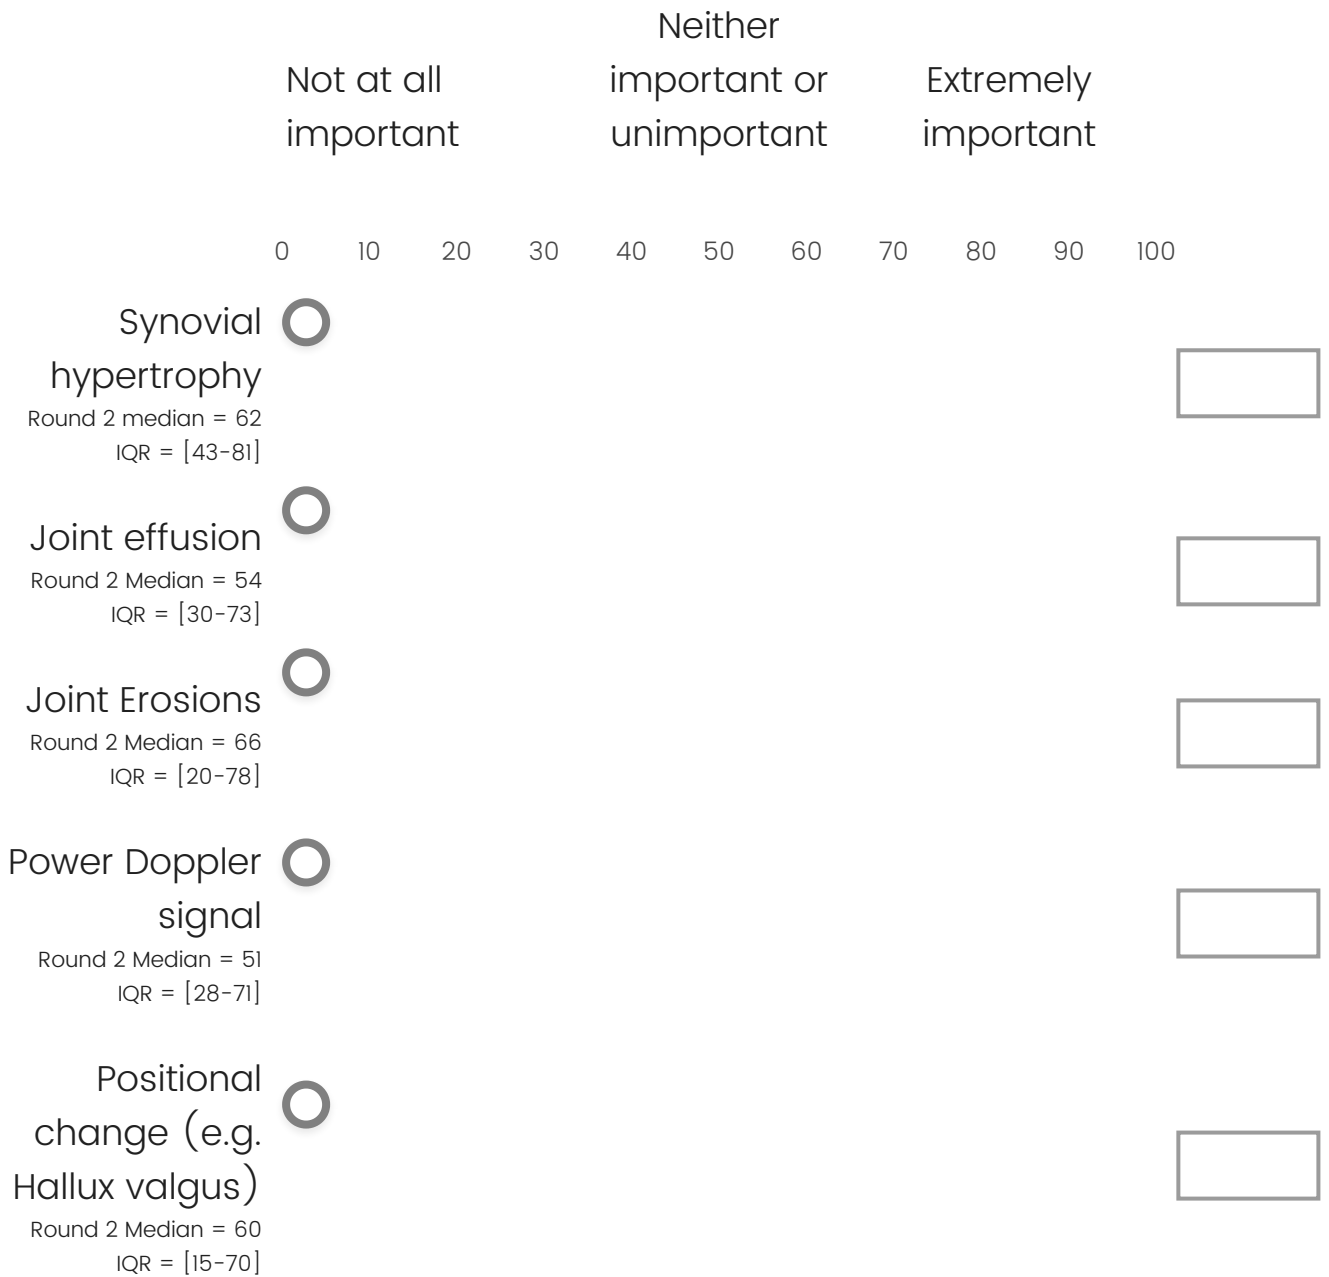 Not at all
important
Neither
important or
unimportant
Extremely
important
0 10 20 30 40 50 60 70 80 90 100
Synovial
hypertrophy
Round 2 median = 62
IQR = [43-81]
Joint effusion
Round 2 Median = 54
IQR = [30-73]
Joint Erosions
Round 2 Median = 66
IQR = [20-78]
Power Doppler
signal
Round 2 Median = 51
IQR = [28-71]
Positional
change (e.g.
Hallux valgus)
Round 2 Median = 60
IQR = [15-70]